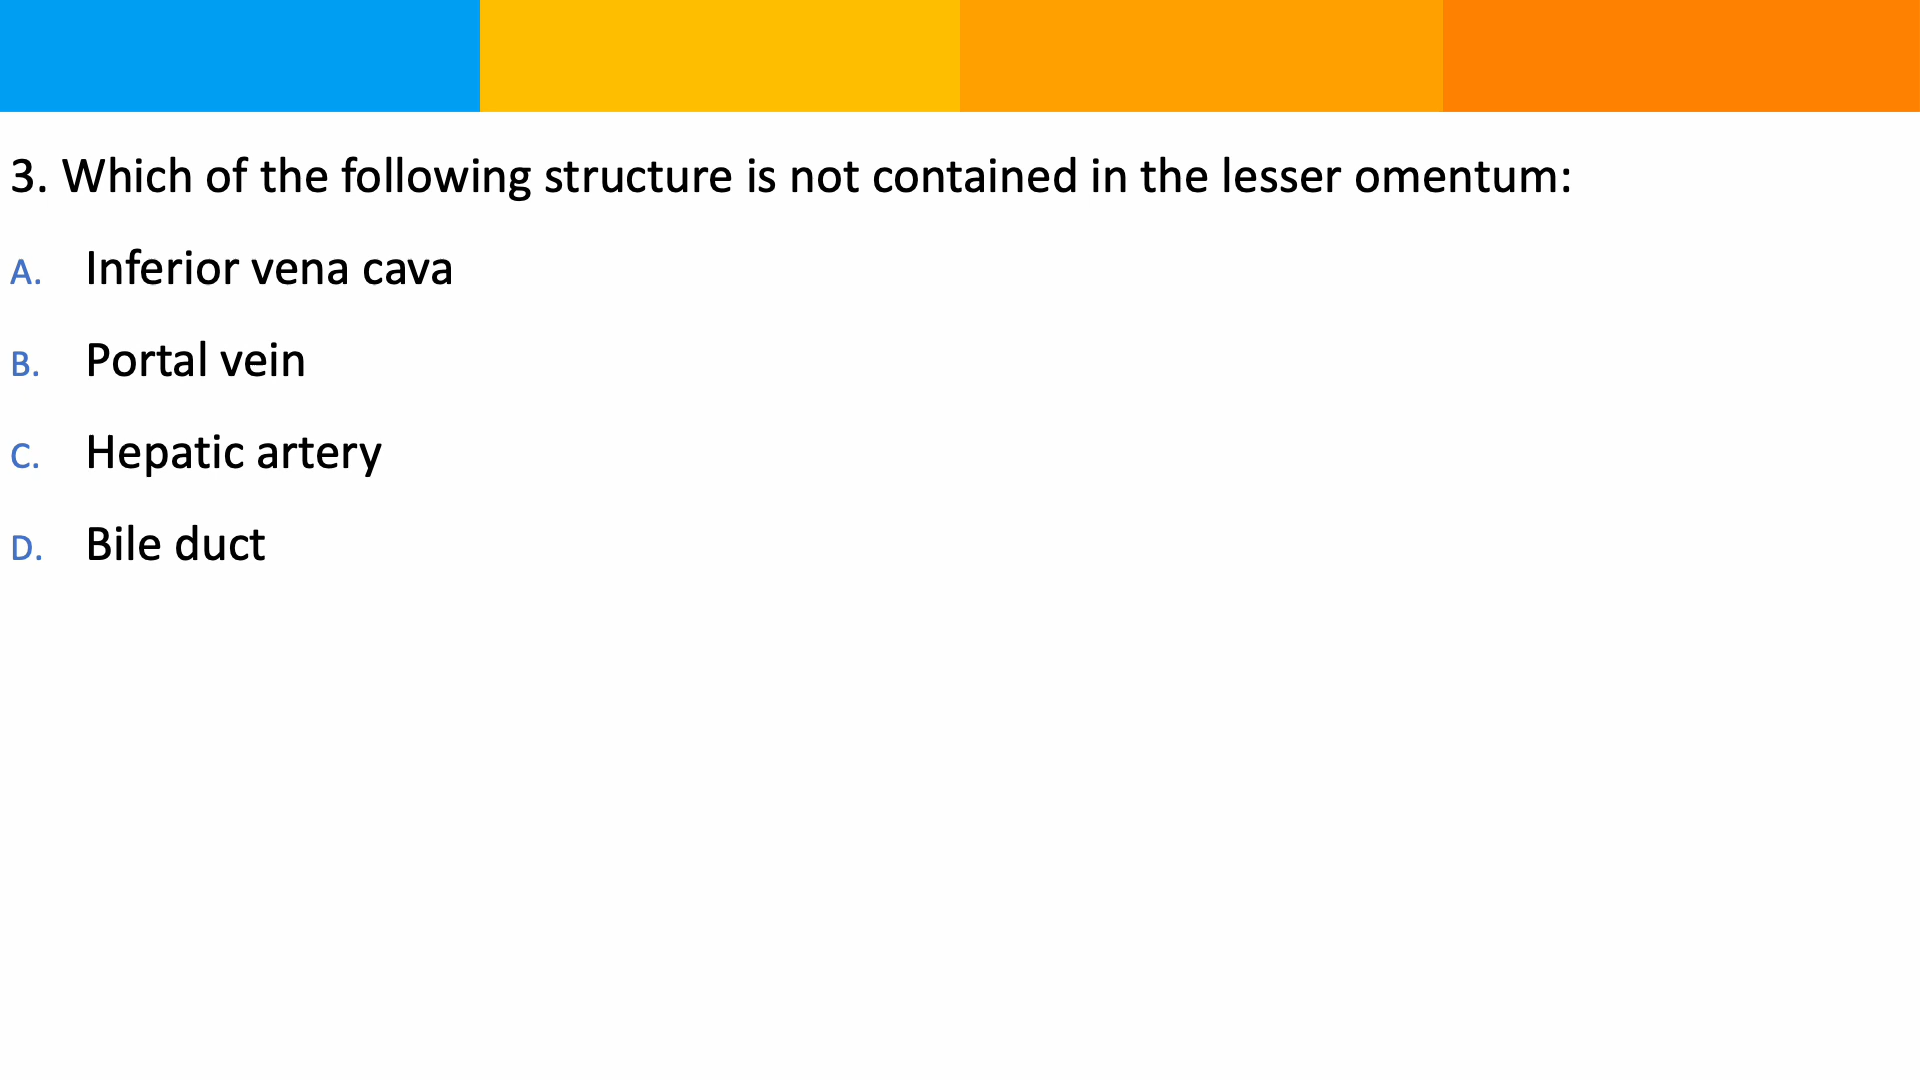 3. Which of the following structure is not contained in the lesser omentum:
A. Inferior vena cava
B. Portal vein
C. Hepatic artery
D. Bile duct